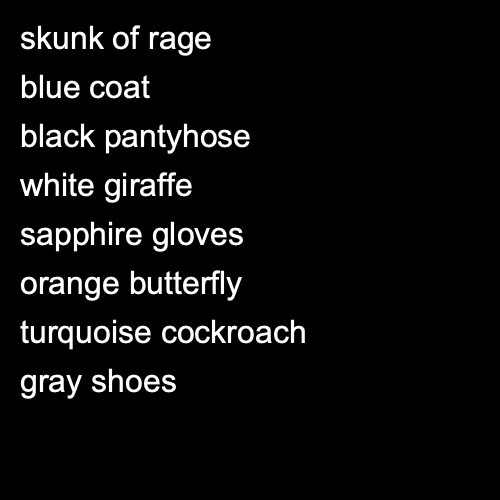 skunk of rage
blue coat
black pantyhose
white giraffe
sapphire gloves
orange butterfly
turquoise cockroach
gray shoes